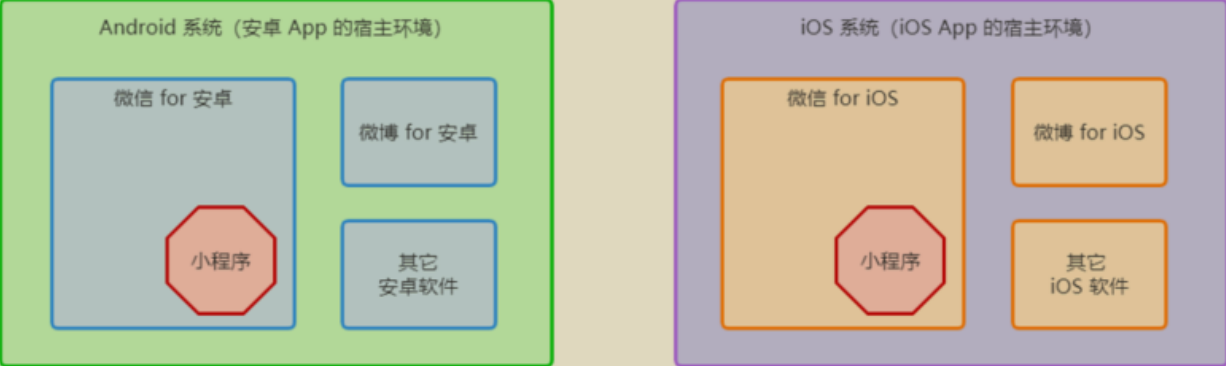 Android 系统（安卓 App 的宿主环境）
微信 for 安卓
微博 for 安卓
小程序
其它
安卓软件
iOS 系统（iOS App 的宿主环境）
微信 for iOS
微博 for iOS
小程序
其它
iOS 软件